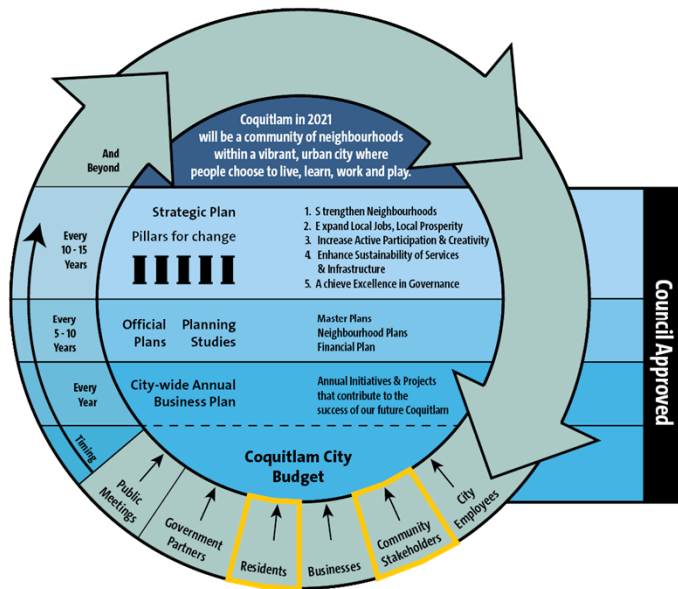 Coquitlam in 2021
will be a community of neighbourhoods
within a vibrant, urban city where
people choose to live, learn, work and play.
And
Beyond
Every
10 - 15
Years
Strategic Plan
Pillars for change
1. S trengthen Neighbourhoods
2. E xpand Local Jobs, Local Prosperity
3. Increase Active Participation & Creativity
4. Enhance Sustainability of Services
& Infrastructure
5. A chieve Excellence in Governance
Every
5 - 10
Years
Official Planning
Plans Studies
Master Plans
Neighbourhood Plans
Financial Plan
Every
Year
City-wide Annual
Business Plan
Annual Initiatives & Projects
that contribute to the
success of our future Coquitlam
Timing
Coquitlam City
Budget
Public
Meetings
Government
Partners
Residents
Businesses
Community
Stakeholders
City
Employees
Council Approved